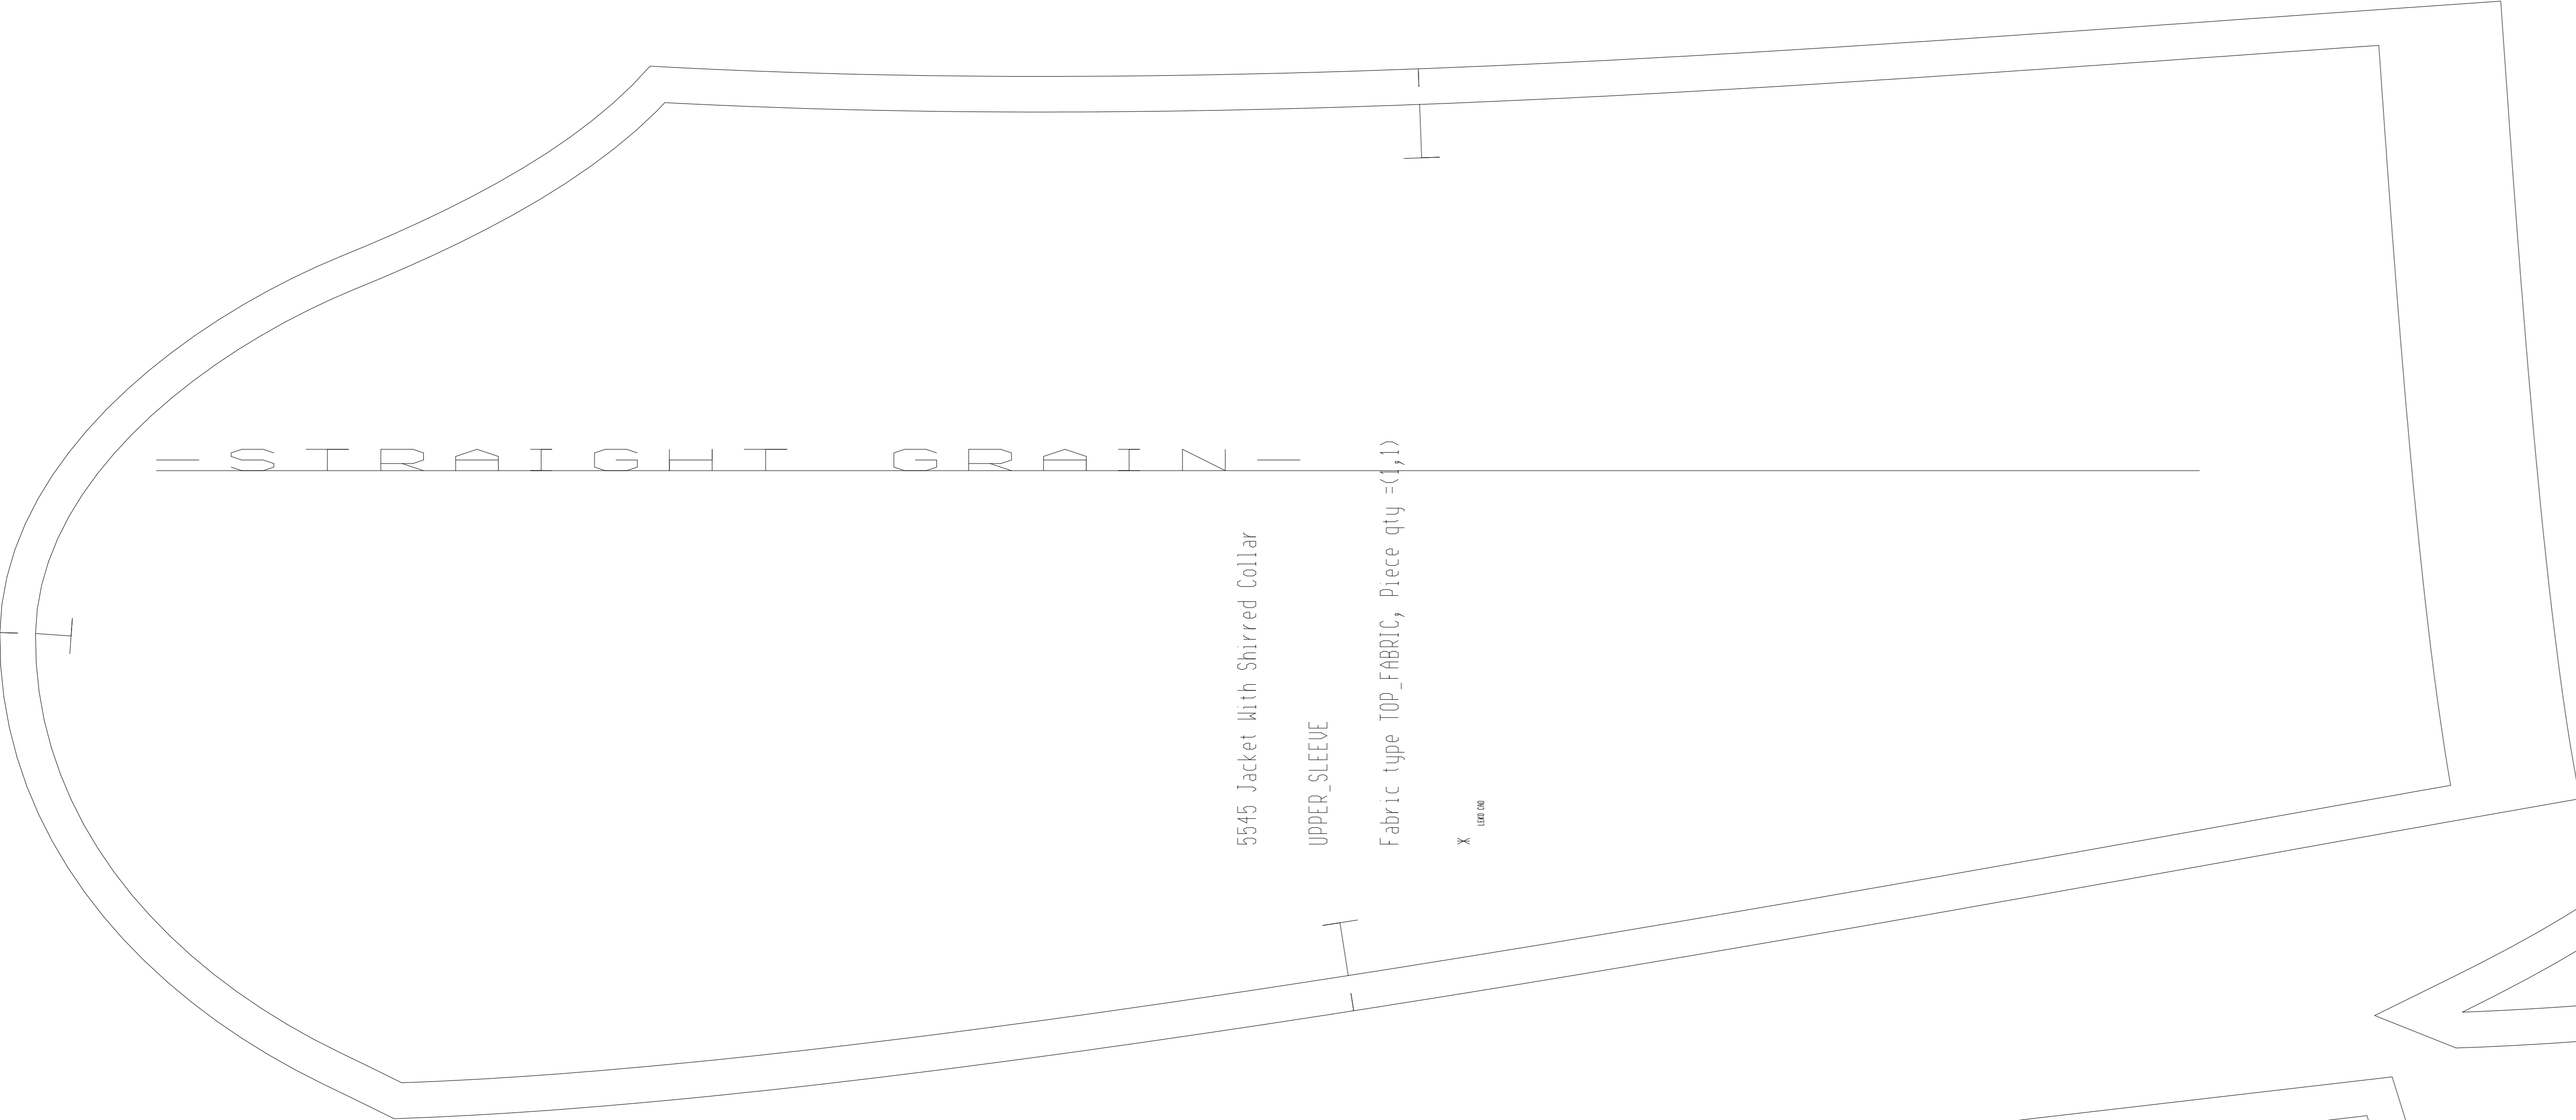 —STRAIGHT GRAIN—
5545 Jacket With Shirred Collar
UPPER_SLEEVE
Fabric type TOP_FABRIC, Piece qty =(1,1)
Ж